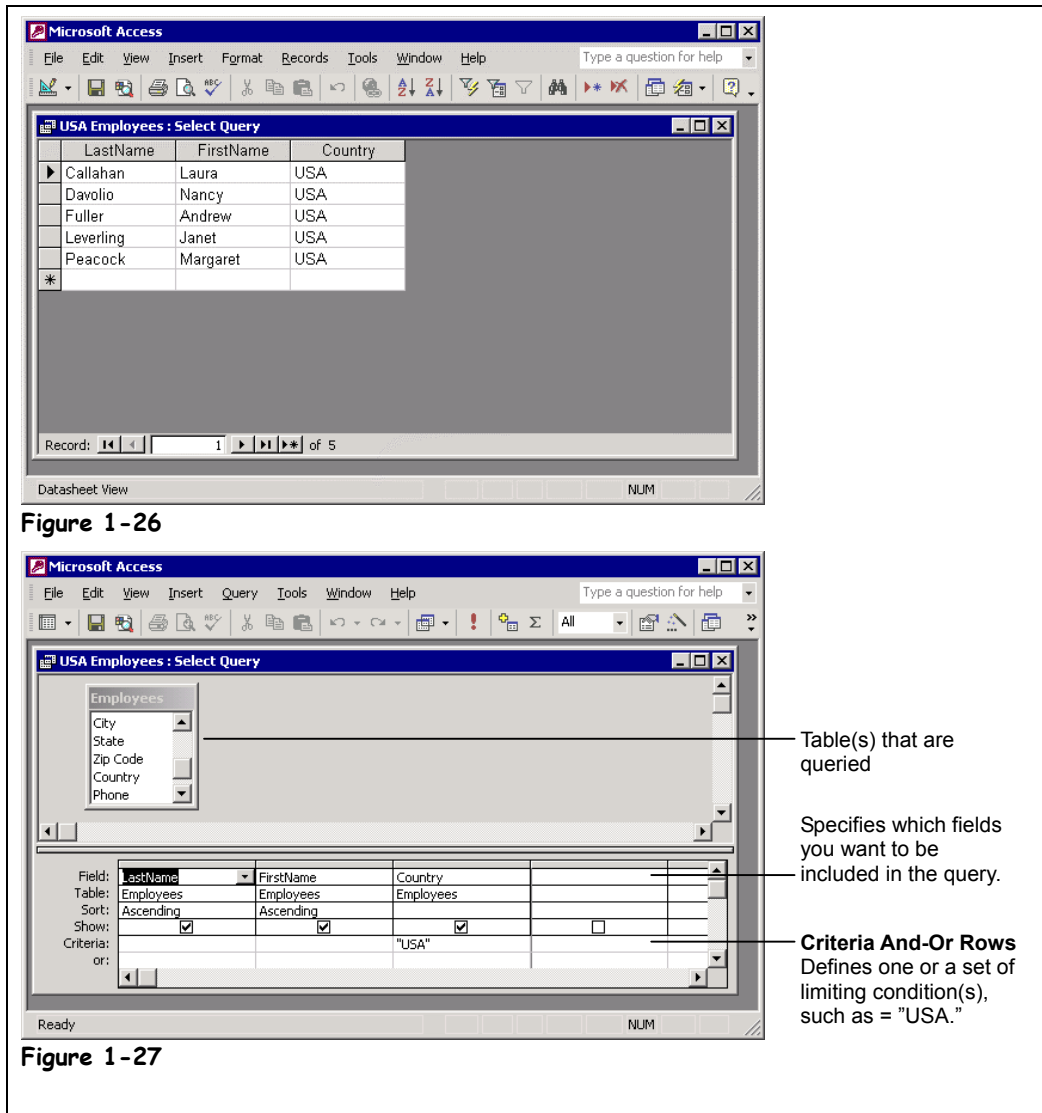 Microsoft Access
File Edit View Insert Format Records Tools Window Help Type a question for help
USA Employees : Select Query
LastName FirstName Country
Callahan Laura USA
Davolio Nancy USA
Fuller Andrew USA
Leverling Janet USA
Peacock Margaret USA
Record: 1 of 5
Datasheet View NUM
Figure 1-26
Microsoft Access
File Edit View Insert Query Tools Window Help Type a question for help
All
USA Employees : Select Query
Employees
City
State
Zip Code
Country
Phone
Table(s) that are
queried
Specifies which fields
you want to be
included in the query.
Field: LastName FirstName Country
Table: Employees Employees Employees
Sort: Ascending Ascending
Show:
Criteria: "USA"
or:
Criteria And-Or Rows
Defines one or a set of
limiting condition(s),
such as = ”USA.”
Ready NUM
Figure 1-27